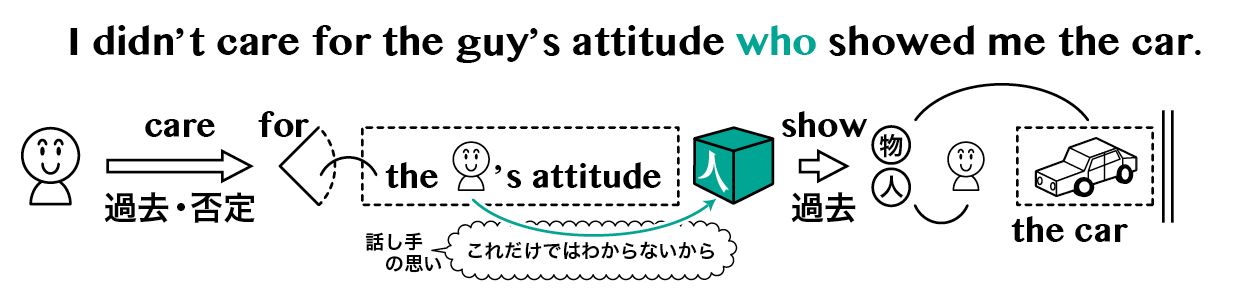 I didn't care for the guy's attitude who showed me the car.
care
for
show
物
人
the 's attitude
人
過去・否定
過去
the car
話し手
の思い
これだけではわからないから